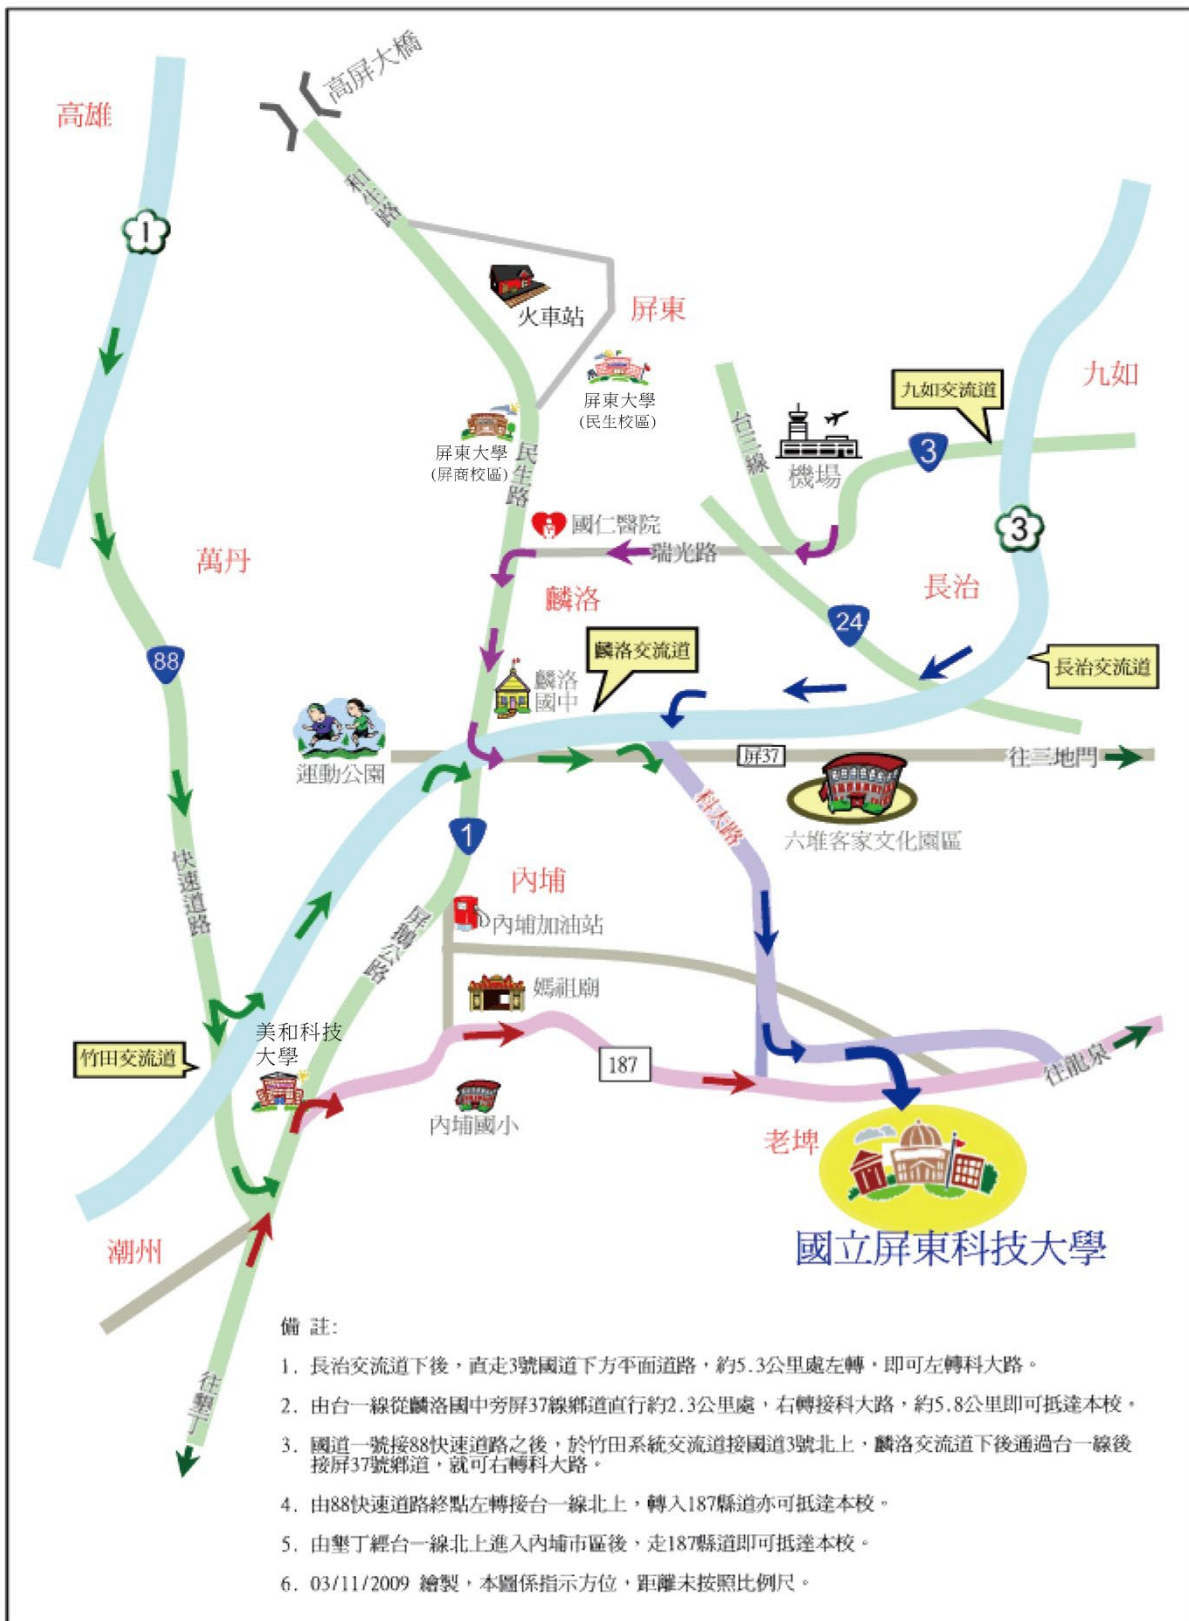 高屏大橋
高雄
1
和生路
火車站
屏東
屏東大學
(民生校區)
屏東大學
(屏商校區)
民生路
台三線
機場
九如交流道
九如
3
3
國仁醫院
瑞光路
萬丹
麟洛
長治
24
88
麟洛交流道
長治交流道
麟洛
國中
運動公園
屏37
往三地門
科大路
六堆客家文化園區
1
快速道路
屏鵝公路
內埔
內埔加油站
媽祖廟
美和科技
大學
竹田交流道
187
往龍泉
內埔國小
老埤
國立屏東科技大學
潮州
往墾丁
備 註:
1. 長治交流道下後,直走3號國道下方平面道路,約5.3公里處左轉,即可左轉科大路。
2. 由台一線從麟洛國中旁屏37線鄉道直行約2.3公里處,右轉接科大路,約5.8公里即可抵達本校。
3. 國道一號接88快速道路之後,於竹田系統交流道接國道3號北上,麟洛交流道下後通過台一線後
接屏37號鄉道,就可右轉科大路。
4. 由88快速道路終點左轉接台一線北上,轉入187縣道亦可抵達本校。
5. 由墾丁經台一線北上進入內埔市區後,走187縣道即可抵達本校。
6. 03/11/2009 繪製,本圖係指示方位,距離未按照比例尺。